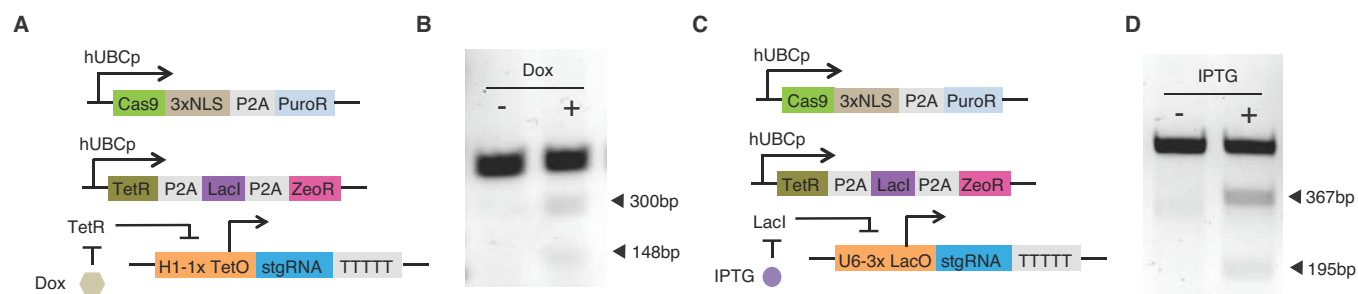 A
hUBCp
Cas9 3xNLS P2A PuroR
hUBCp
TetR P2A LacI P2A ZeoR
TetR
H1-1x TetO stgRNA TTTTT
Dox
B
Dox
- +
300bp
148bp
C
hUBCp
Cas9 3xNLS P2A PuroR
hUBCp
TetR P2A LacI P2A ZeoR
LacI
U6-3x LacO stgRNA TTTTT
IPTG
D
IPTG
- +
367bp
195bp